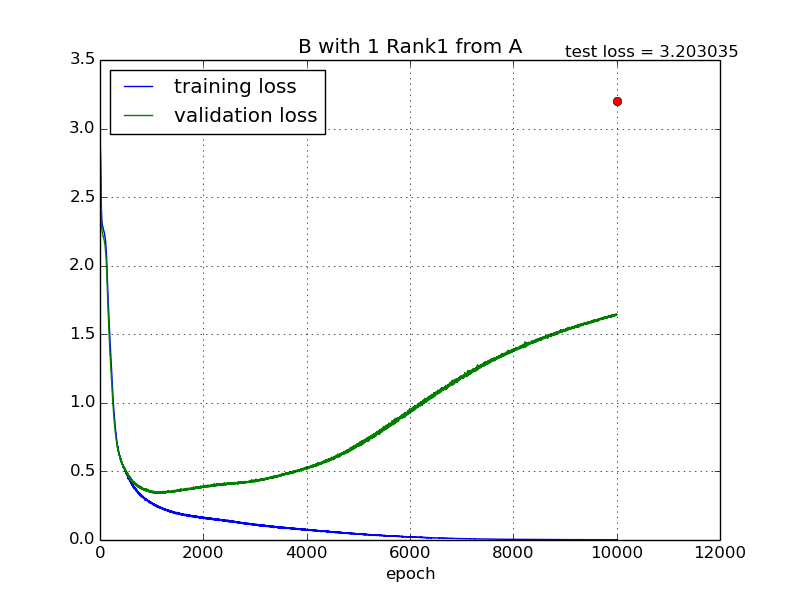 B with 1 Rank1 from A
test loss = 3.203035
3.5
training loss
validation loss
3.0
2.5
2.0
1.5
1.0
0.5
0.0
0 2000 4000 6000 8000 10000 12000
epoch